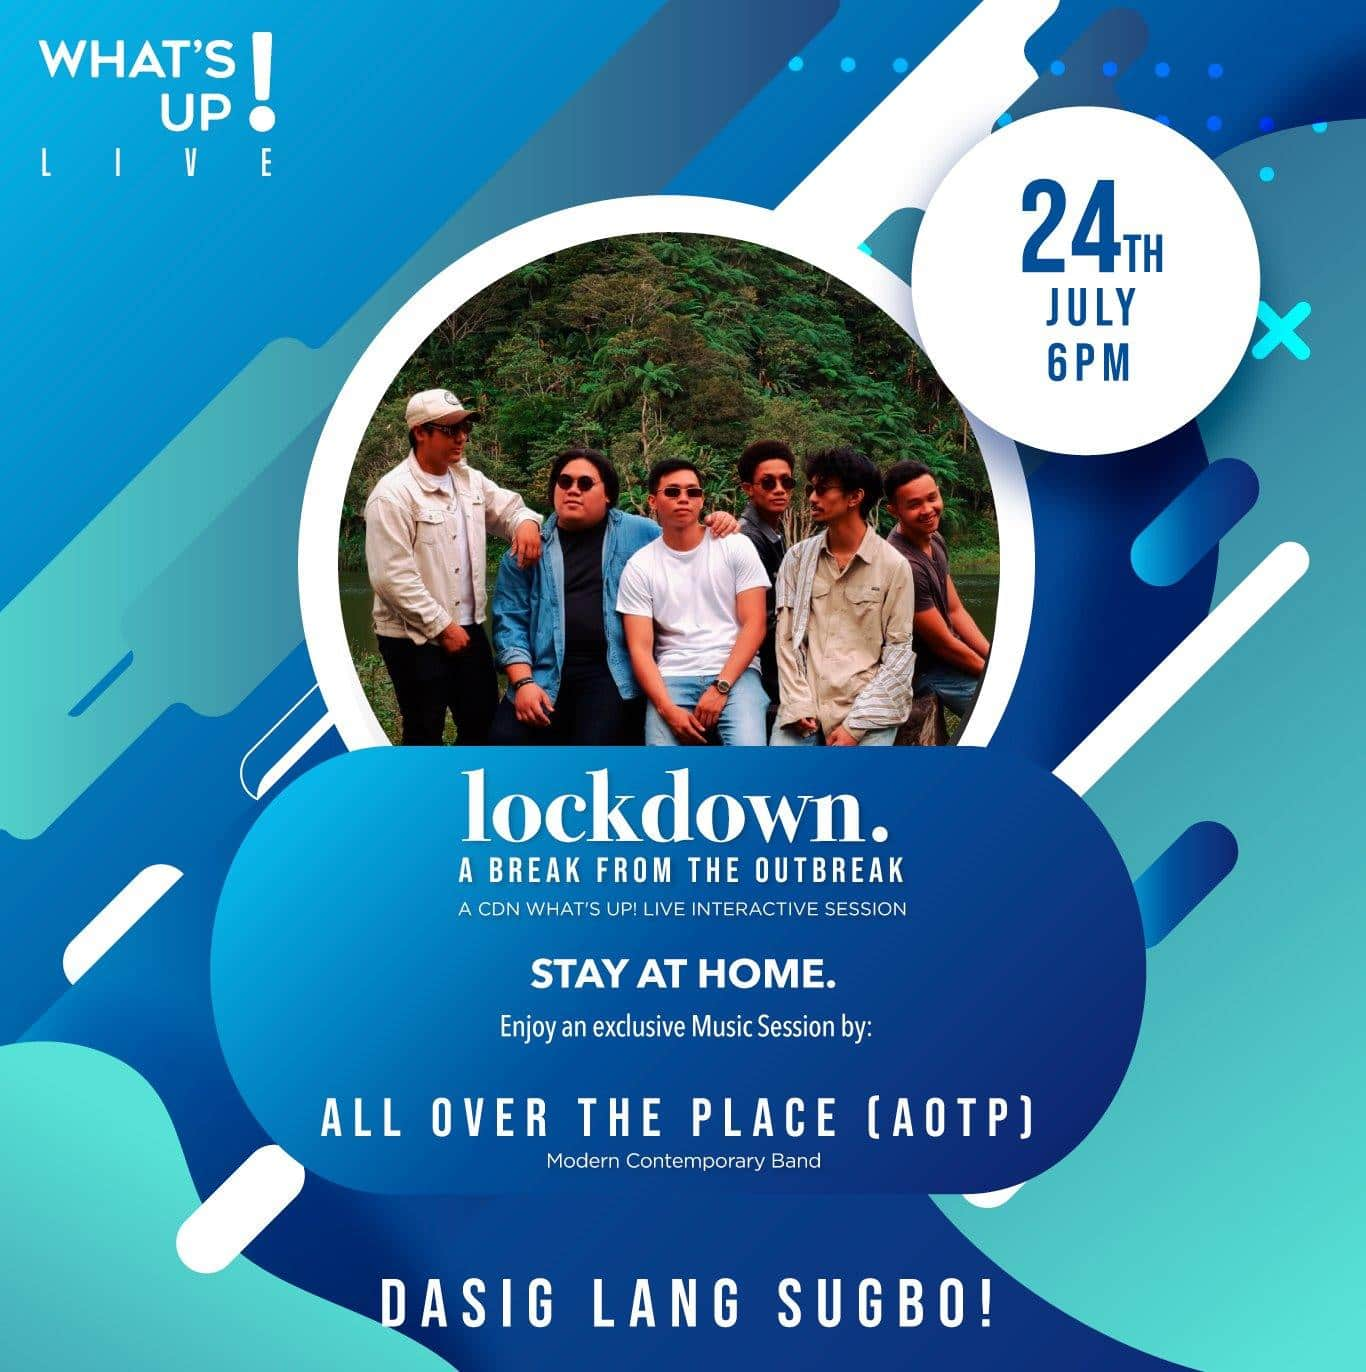 WHAT'S
UP!
LIVE
24TH
JULY
6PM
lockdown.
A BREAK FROM THE OUTBREAK
A CDN WHAT'S UP! LIVE INTERACTIVE SESSION
STAY AT HOME.
Enjoy an exclusive Music Session by:
ALL OVER THE PLACE (AOTP)
Modern Contemporary Band
DASIG LANG SUGBO!